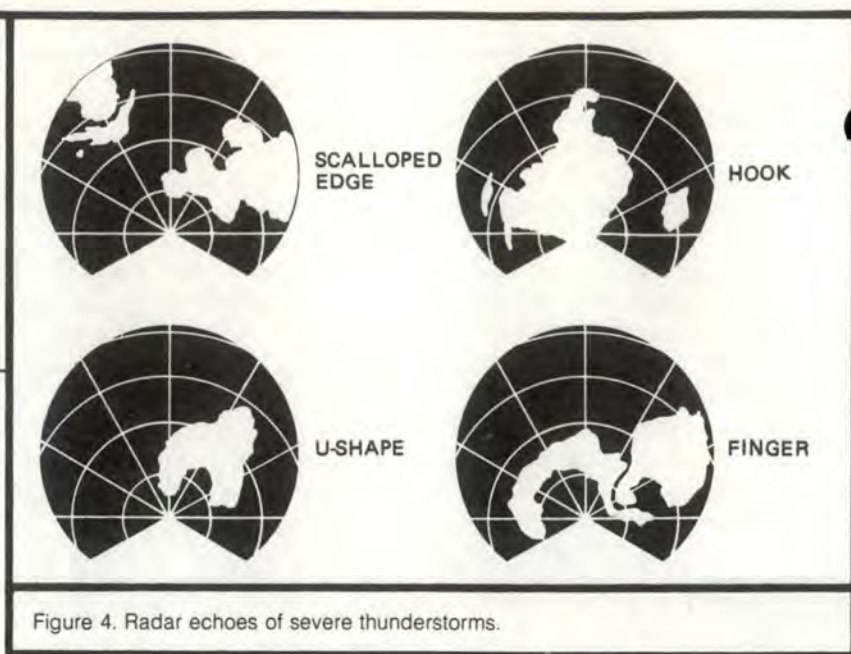 SCALLOPED
EDGE
HOOK
U-SHAPE
FINGER
Figure 4. Radar echoes of severe thunderstorms.